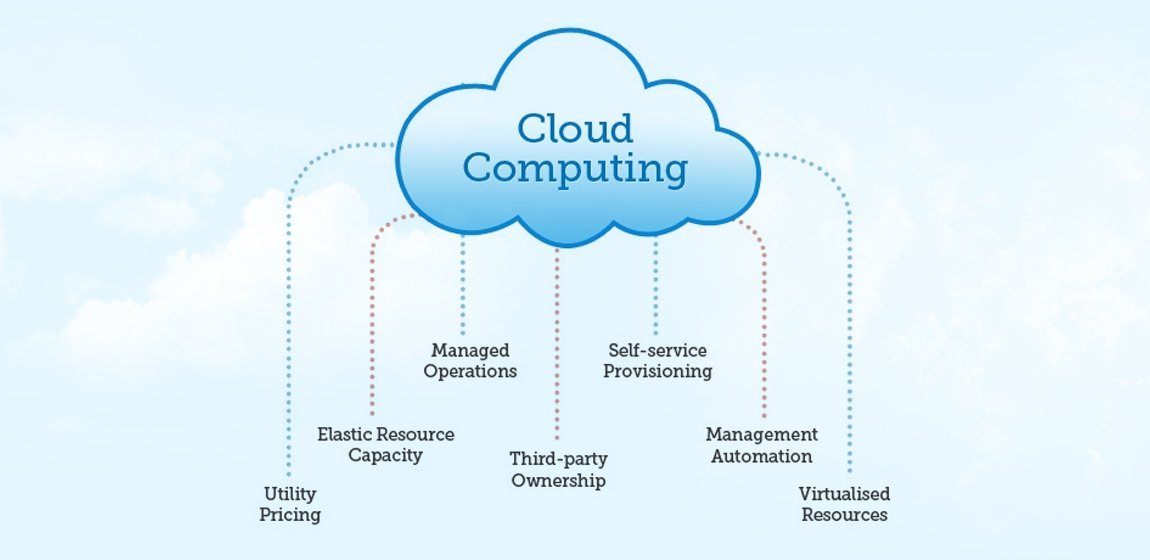 Cloud
Computing
Managed
Operations
Self-service
Provisioning
Elastic Resource
Capacity
Management
Automation
Third-party
Ownership
Utility
Pricing
Virtualised
Resources